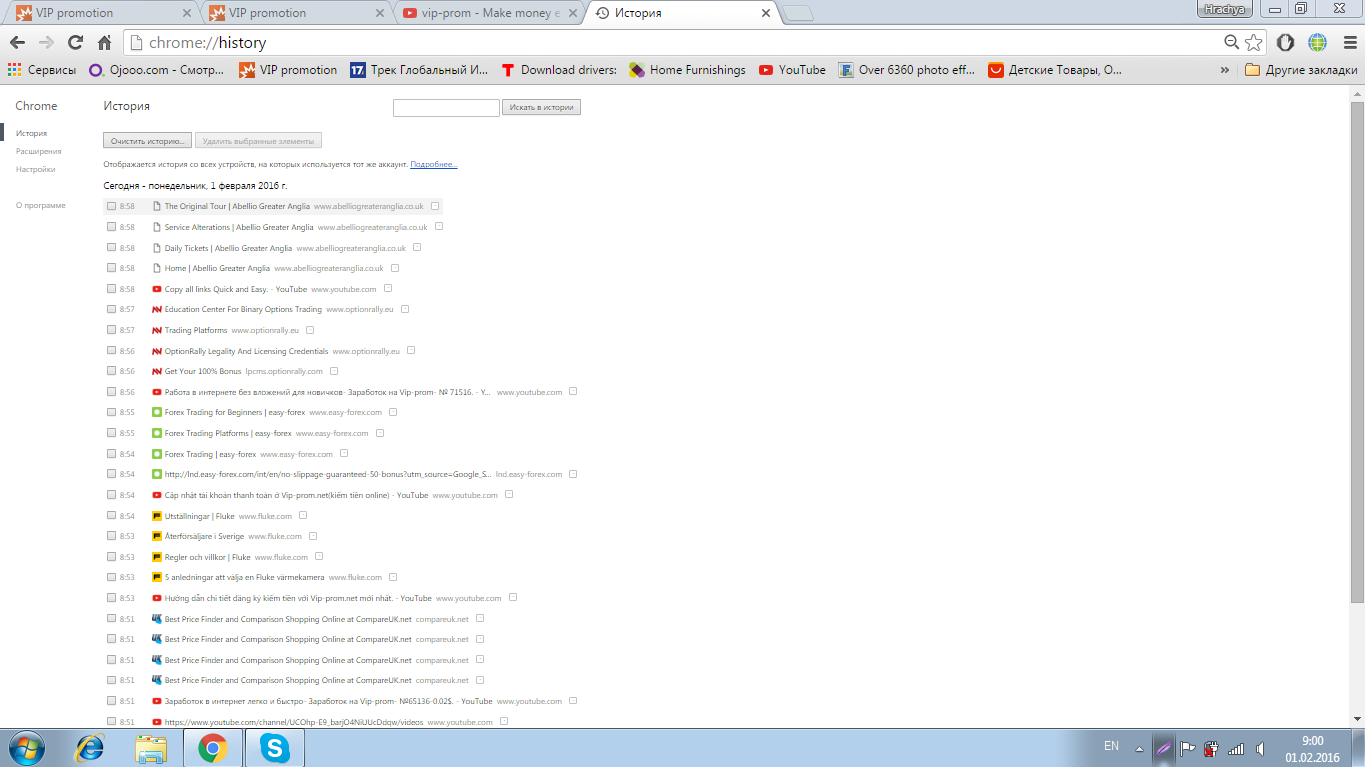 VIP promotion
VIP promotion
vip-prom - Make money e
История
Hrachya
chrome://history
Сервисы
Ojooo.com - Смотр...
VIP promotion
17 Трек Глобальный И...
Download drivers:
Home Furnishings
YouTube
Over 6360 photo eff...
Детские Товары, О...
»
Другие закладки
Chrome
История
Искать в истории
История
Расширения
Настройки
О программе
Очистить историю...
Удалить выбранные элементы
Отображается история со всех устройств, на которых используется тот же аккаунт. Подробнее...
Сегодня - понедельник, 1 февраля 2016 г.
8:58 The Original Tour | Abellio Greater Anglia www.abelliogreateranglia.co.uk
8:58 Service Alterations | Abellio Greater Anglia www.abelliogreateranglia.co.uk
8:58 Daily Tickets | Abellio Greater Anglia www.abelliogreateranglia.co.uk
8:58 Home | Abellio Greater Anglia www.abelliogreateranglia.co.uk
8:58 Copy all links Quick and Easy. - YouTube www.youtube.com
8:57 Education Center For Binary Options Trading www.optionrally.eu
8:57 Trading Platforms www.optionrally.eu
8:56 OptionRally Legality And Licensing Credentials www.optionrally.eu
8:56 Get Your 100% Bonus lpcms.optionrally.com
8:56 Работа в интернете без вложений для новичков- Заработок на Vip-prom- № 71516. - Y... www.youtube.com
8:55 Forex Trading for Beginners | easy-forex www.easy-forex.com
8:55 Forex Trading Platforms | easy-forex www.easy-forex.com
8:54 Forex Trading | easy-forex www.easy-forex.com
8:54 http://lnd.easy-forex.com/int/en/no-slippage-guaranteed-50-bonus?utm_source=Google_S... lnd.easy-forex.com
8:54 Cập nhật tài khoản thanh toán ở Vip-prom.net(kiếm tiền online) - YouTube www.youtube.com
8:54 Utställningar | Fluke www.fluke.com
8:53 Återförsäljare i Sverige www.fluke.com
8:53 Regler och villkor | Fluke www.fluke.com
8:53 5 anledningar att välja en Fluke värmekamera www.fluke.com
8:53 Hướng dẫn chi tiết đăng ký kiếm tiền với Vip-prom.net mới nhất. - YouTube www.youtube.com
8:51 Best Price Finder and Comparison Shopping Online at CompareUK.net compareuk.net
8:51 Best Price Finder and Comparison Shopping Online at CompareUK.net compareuk.net
8:51 Best Price Finder and Comparison Shopping Online at CompareUK.net compareuk.net
8:51 Best Price Finder and Comparison Shopping Online at CompareUK.net compareuk.net
8:51 Заработок в интернет легко и быстро- Заработок на Vip-prom- №65136-0.02$. - YouTube www.youtube.com
8:51 https://www.youtube.com/channel/UCOhp-E9_barjO4NiUUcDdqw/videos www.youtube.com
EN
9:00
01.02.2016